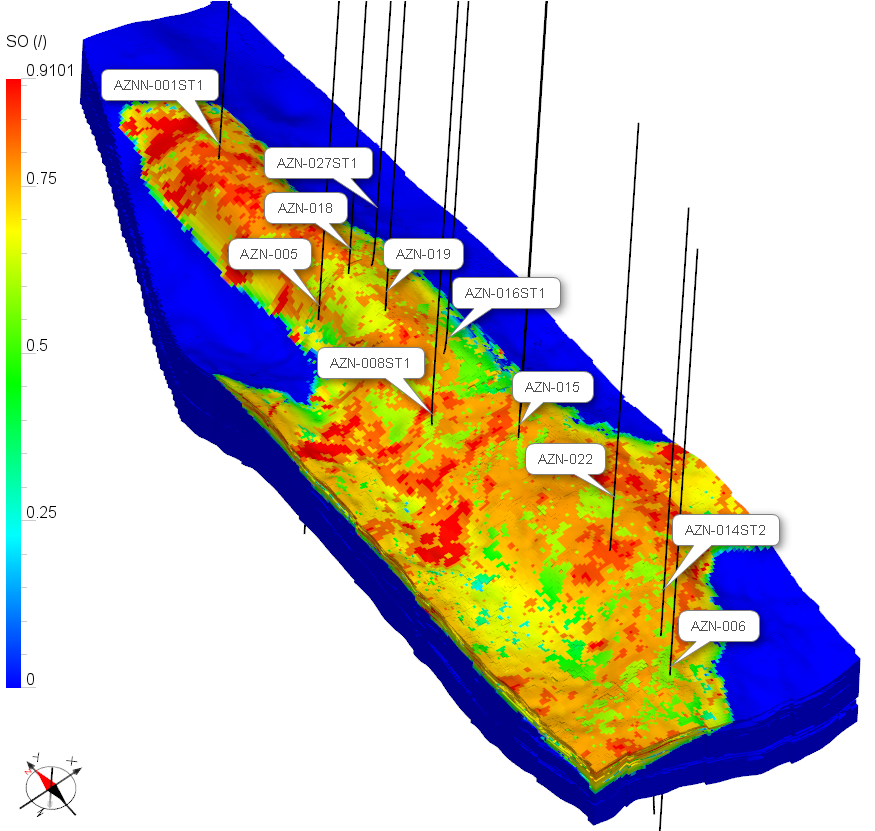 SO (/)
0.9101
0.75
0.5
0.25
0
AZNN-001ST1
AZN-027ST1
AZN-018
AZN-005
AZN-019
AZN-016ST1
AZN-008ST1
AZN-015
AZN-022
AZN-014ST2
AZN-006
X